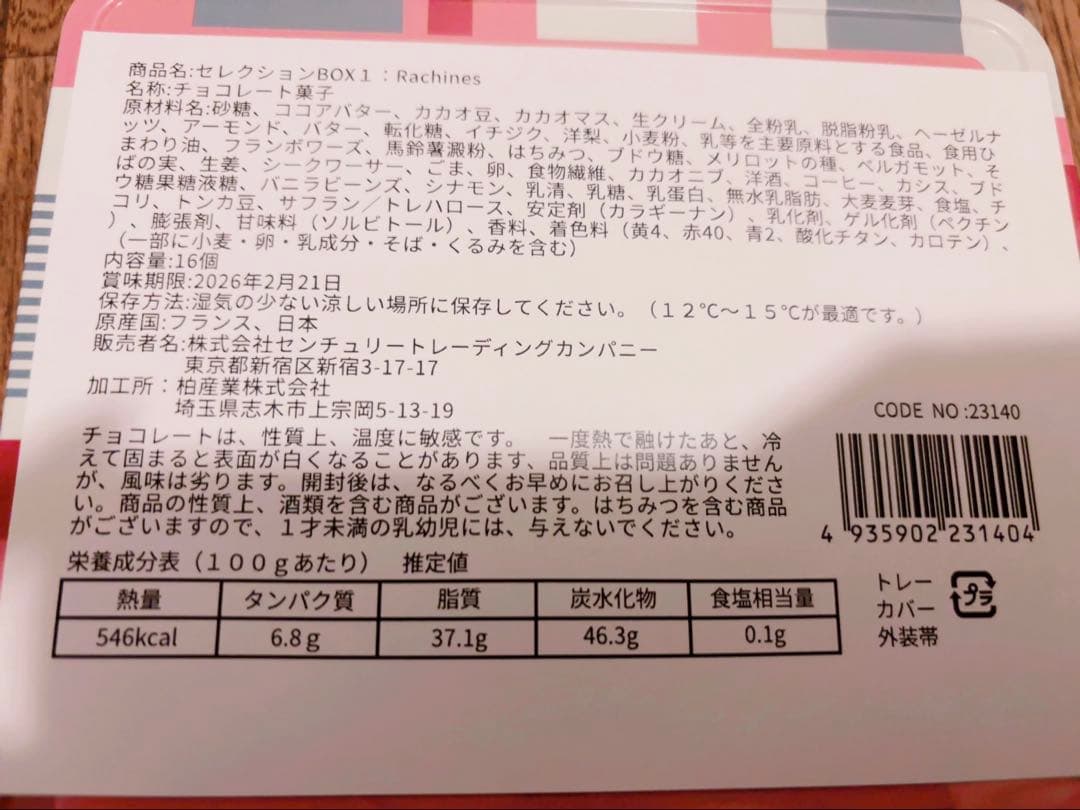 商品名:セレクションBOX１：Rachines
名称:チョコレート菓子
原材料名:砂糖、ココアバター、カカオ豆、カカオマス、生クリーム、全粉乳、脱脂粉乳、ヘーゼルナ
ッツ、アーモンド、バター、転化糖、イチジク、洋梨、小麦粉、乳等を主要原料とする食品、食用ひ
まわり油、フランボワーズ、馬鈴薯澱粉、はちみつ、ブドウ糖、メリロットの種、ベルガモット、そ
ばの実、生姜、シークワーサー、ごま、卵、食物繊維、カカオニブ、洋酒、コーヒー、カシス、ブド
ウ糖果糖液糖、バニラビーンズ、シナモン、乳清、乳糖、乳蛋白、無水乳脂肪、大麦麦芽、食塩、チ
コリ、トンカ豆、サフラン／トレハロース、安定剤（カラギーナン）、乳化剤、ゲル化剤（ペクチン
）、膨張剤、甘味料（ソルビトール）、香料、着色料（黄4、赤40、青2、酸化チタン、カロテン）、
（一部に小麦・卵・乳成分・そば・くるみを含む）
内容量:16個
賞味期限:2026年2月21日
保存方法:湿気の少ない涼しい場所に保存してください。（１２℃～１５℃が最適です。）
原産国:フランス、日本
販売者名:株式会社センチュリートレーディングカンパニー
東京都新宿区新宿3-17-17
加工所：柏産業株式会社
埼玉県志木市上宗岡5-13-19
CODE NO:23140
チョコレートは、性質上、温度に敏感です。　一度熱で融けたあと、冷
えて固まると表面が白くなることがあります、品質上は問題ありません
が、風味は劣ります。開封後は、なるべくお早めにお召し上がりくださ
い。商品の性質上、酒類を含む商品がございます。はちみつを含む商品
がございますので、１才未満の乳幼児には、与えないでください。
4 935902 231404
栄養成分表（１００ｇあたり）　推定値
熱量 タンパク質 脂質 炭水化物 食塩相当量
546kcal 6.8ｇ 37.1g 46.3g 0.1g
トレー
カバー
外装帯
プラ